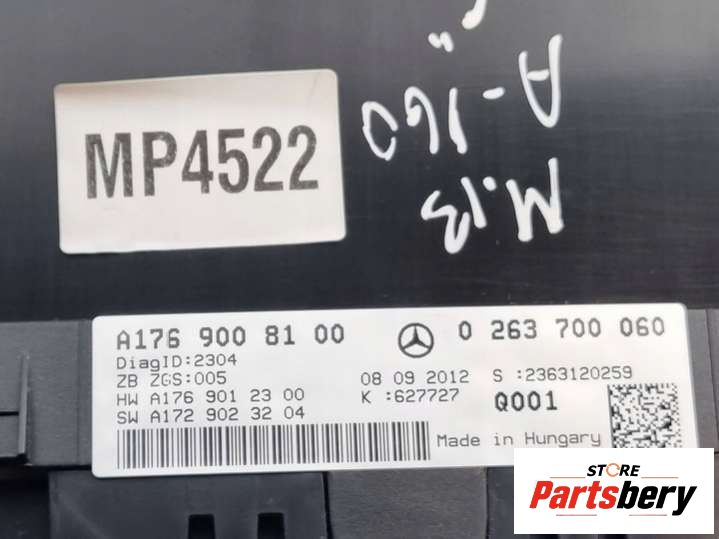 A-160
M.13
MP4522
A176 900 81 00
0 263 700 060
DiagID:2304
ZB ZGS:005
08 09 2012
S :2363120259
HW A176 901 23 00
K :627727
Q001
SW A172 902 32 04
Made in Hungary
STORE
Partsbery